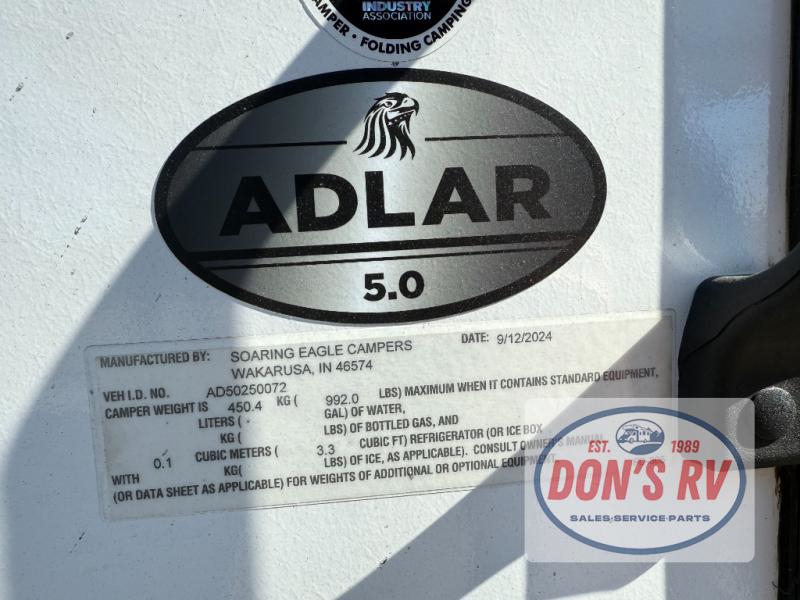 INDUSTRY
ASSOCIATION
AMPER • FOLDING CAMPING
ADLAR
5.0
MANUFACTURED BY: SOARING EAGLE CAMPERS DATE: 9/12/2024
WAKARUSA, IN 46574
VEH I.D. NO. AD50250072
CAMPER WEIGHT IS 450.4 KG ( 992.0 LBS) MAXIMUM WHEN IT CONTAINS STANDARD EQUIPMENT,
LITERS ( GAL) OF WATER,
KG ( LBS) OF BOTTLED GAS, AND
0.1 CUBIC METERS ( 3.3 CUBIC FT) REFRIGERATOR (OR ICE BOX
WITH KG( LBS) OF ICE, AS APPLICABLE). CONSULT OWNER'S MANUAL
(OR DATA SHEET AS APPLICABLE) FOR WEIGHTS OF ADDITIONAL OR OPTIONAL EQUIPMENT
EST. 1989
DON'S RV
SALES•SERVICE•PARTS